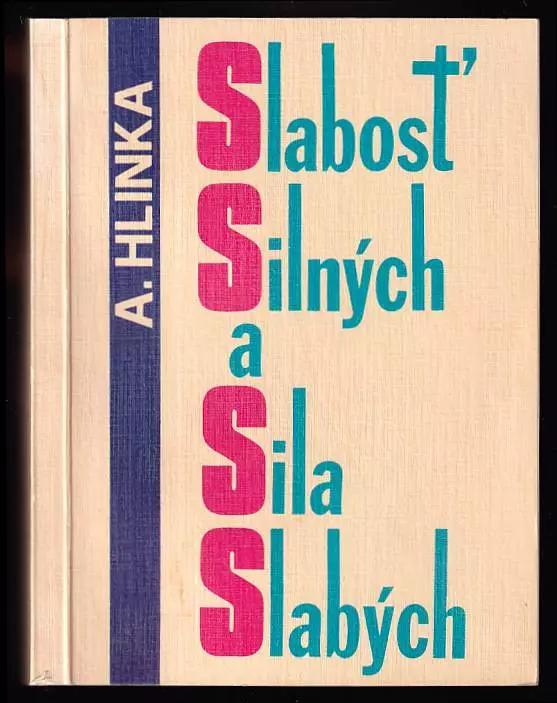 A. HLINKA
Slabosť
Silných
a
Sila
Slabých